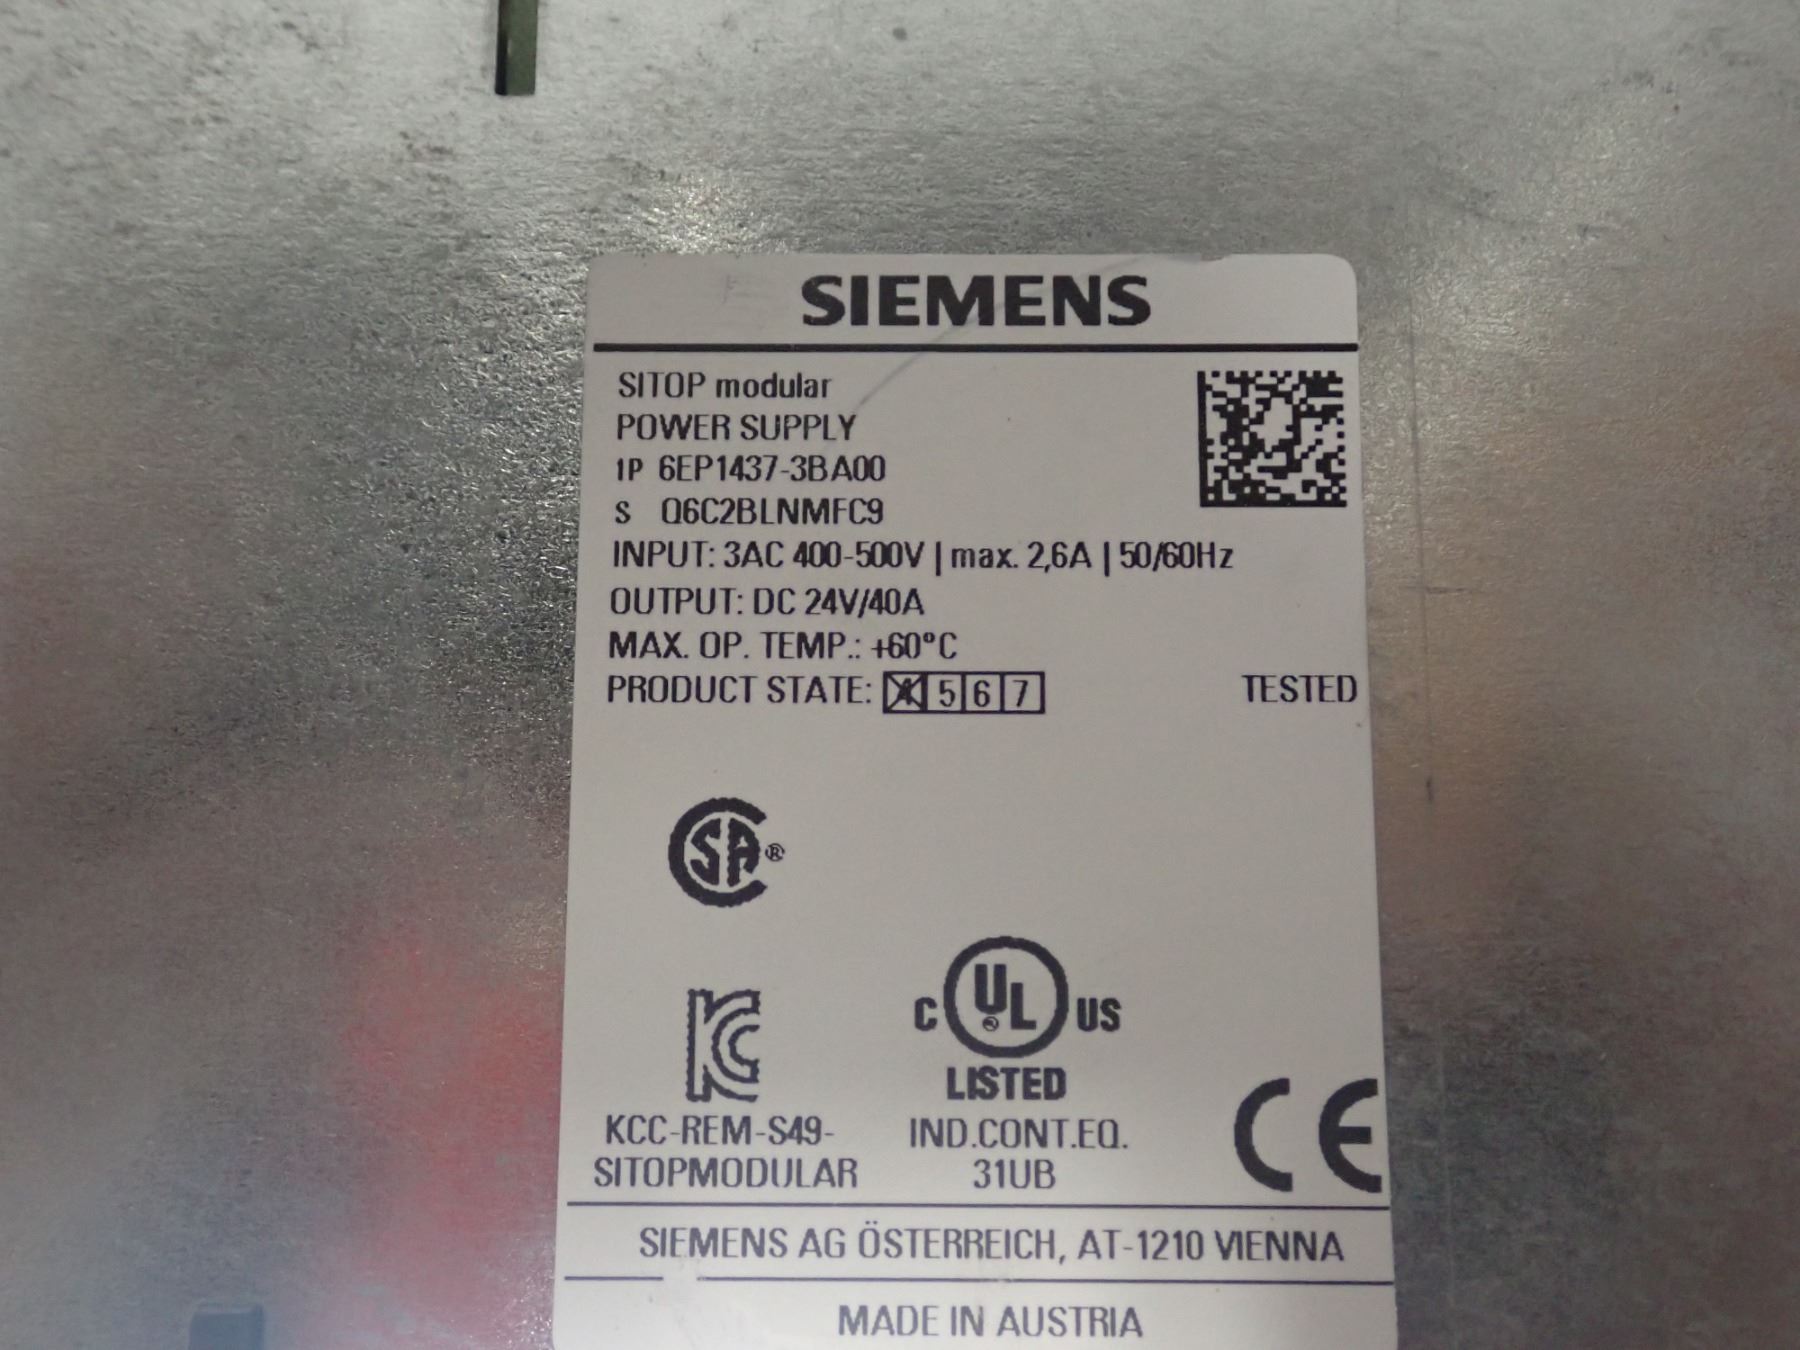 SIEMENS
SITOP modular
POWER SUPPLY
1P 6EP1437-3BA00
S Q6C2BLNMFC9
INPUT: 3AC 400-500V | max. 2,6A | 50/60Hz
OUTPUT: DC 24V/40A
MAX. OP. TEMP.: +60°C
PRODUCT STATE: 4 5 6 7 TESTED
SA®
C UL US
LISTED
KCC-REM-S49-
SITOPMODULAR
IND.CONT.EQ.
31UB
CE
SIEMENS AG ÖSTERREICH, AT-1210 VIENNA
MADE IN AUSTRIA